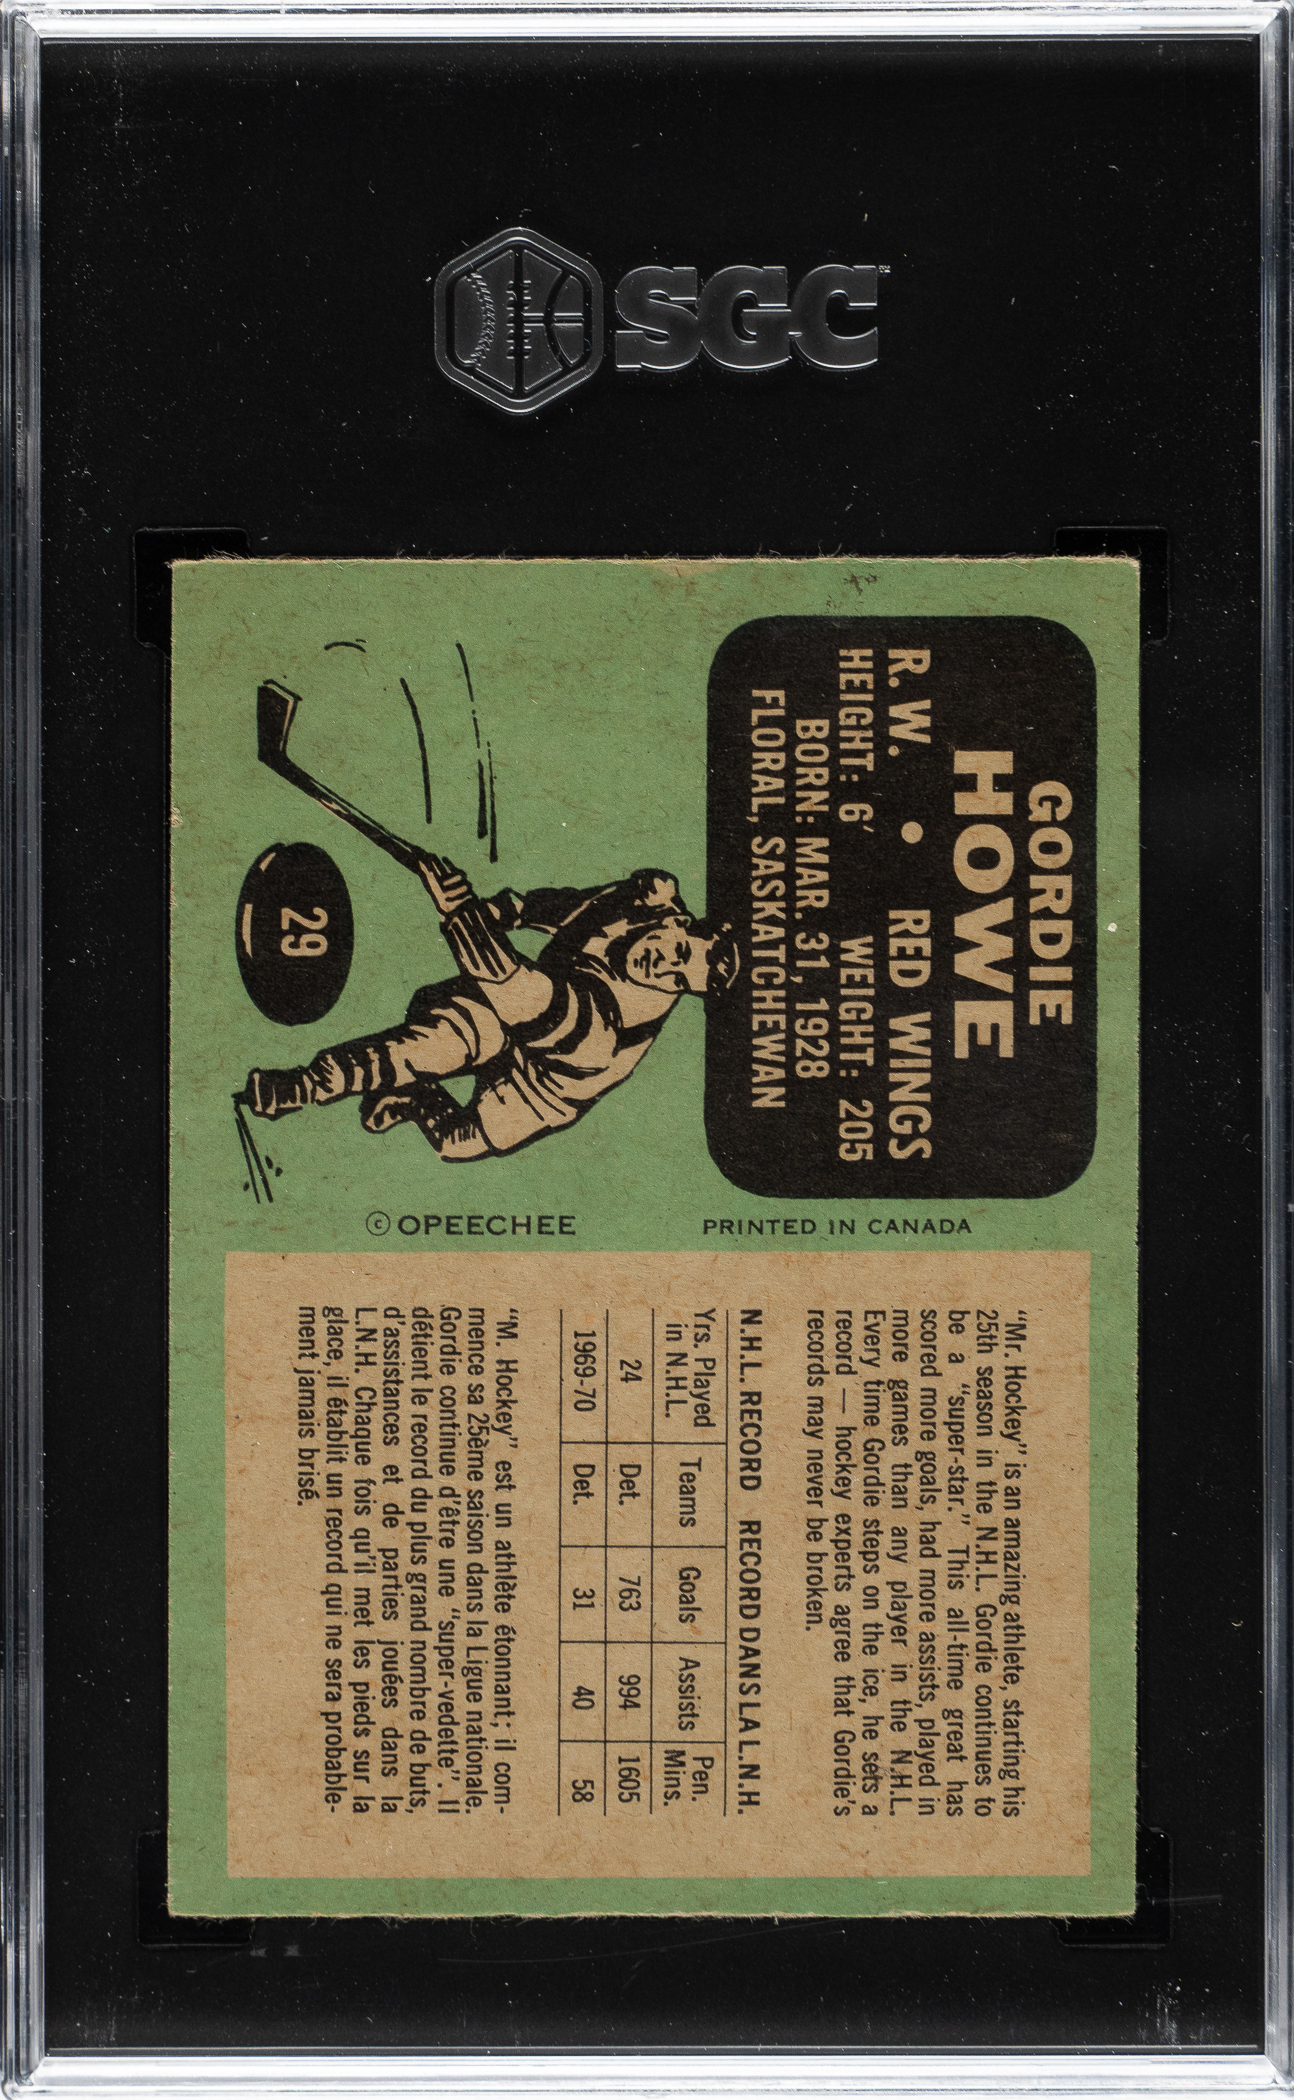 SGC
GORDIE
HOWE
R. W. • RED WINGS
HEIGHT: 6′ WEIGHT: 205
BORN: MAR. 31, 1928
FLORAL, SASKATCHEWAN
29
© OPEECHEE
PRINTED IN CANADA
“Mr. Hockey” is an amazing athlete, starting his
25th season in the N.H.L. Gordie continues to
be a “super-star.” This all-time great has
scored more goals, had more assists, played in
more games than any player in the N.H.L.
Every time Gordie steps on the ice, he sets a
record — hockey experts agree that Gordie's
records may never be broken.
N.H.L. RECORD RECORD DANS LA L.N.H.
Yrs. Played in N.H.L. Teams Goals Assists Pen. Mins.
24 Det. 763 994 1605
1969-70 Det. 31 40 58
“M. Hockey” est un athlète étonnant; il com-
mence sa 25ème saison dans la Ligue nationale.
Gordie continue d'être une “super-vedette”. Il
détient le record du plus grand nombre de buts,
d'assistances et de parties jouées dans la
L.N.H. Chaque fois qu'il met les pieds sur la
glace, il établit un record qui ne sera probable-
ment jamais brisé.